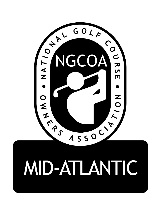 • NATIONAL GOLF COURSE •
NGCOA
OWNERS ASSOCIATION
MID-ATLANTIC